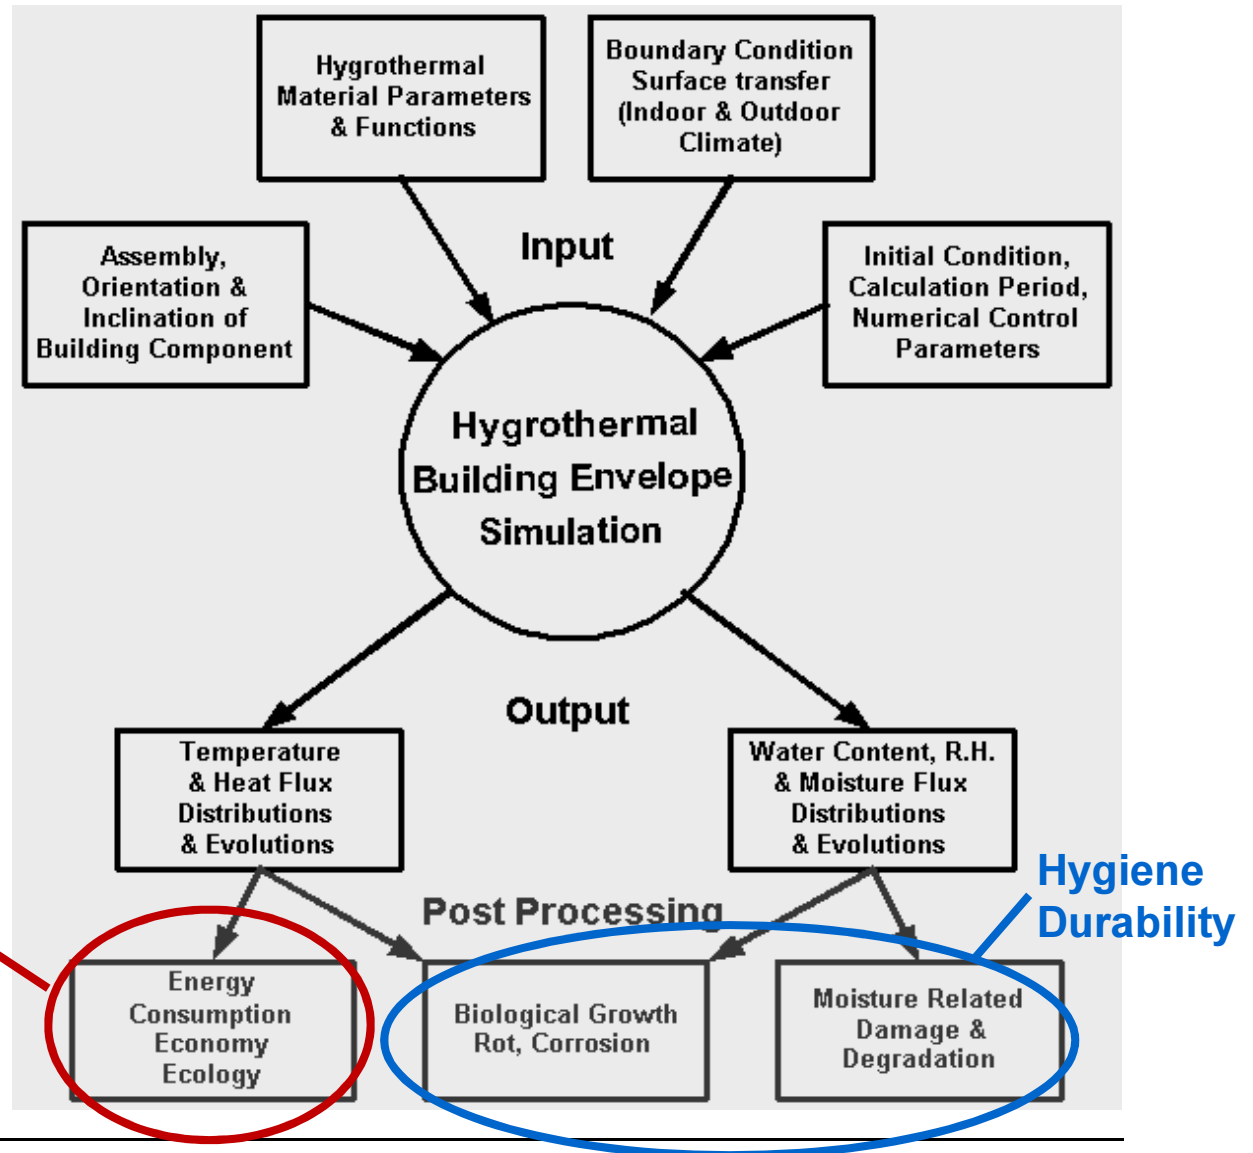 Hygrothermal
Material Parameters
& Functions
Boundary Condition
Surface transfer
(Indoor & Outdoor
Climate)
Assembly,
Orientation &
Inclination of
Building Component
Input
Initial Condition,
Calculation Period,
Numerical Control
Parameters
Hygrothermal
Building Envelope
Simulation
Output
Temperature
& Heat Flux
Distributions
& Evolutions
Water Content, R.H.
& Moisture Flux
Distributions
& Evolutions
Hygiene
Durability
Post Processing
Energy
Consumption
Economy
Ecology
Biological Growth
Rot, Corrosion
Moisture Related
Damage &
Degradation